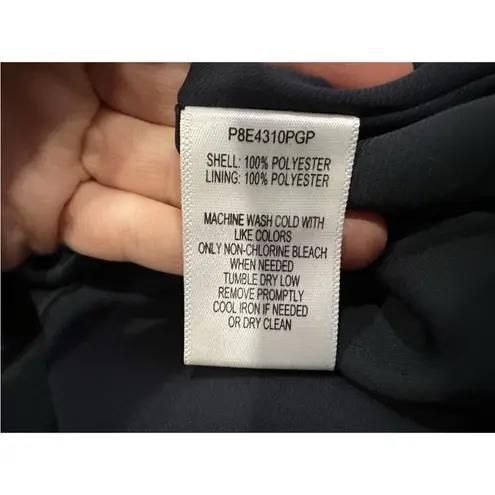 P8E4310PGP
SHELL: 100% POLYESTER
LINING: 100% POLYESTER
MACHINE WASH COLD WITH
LIKE COLORS
ONLY NON-CHLORINE BLEACH
WHEN NEEDED
TUMBLE DRY LOW
REMOVE PROMPTLY
COOL IRON IF NEEDED
OR DRY CLEAN